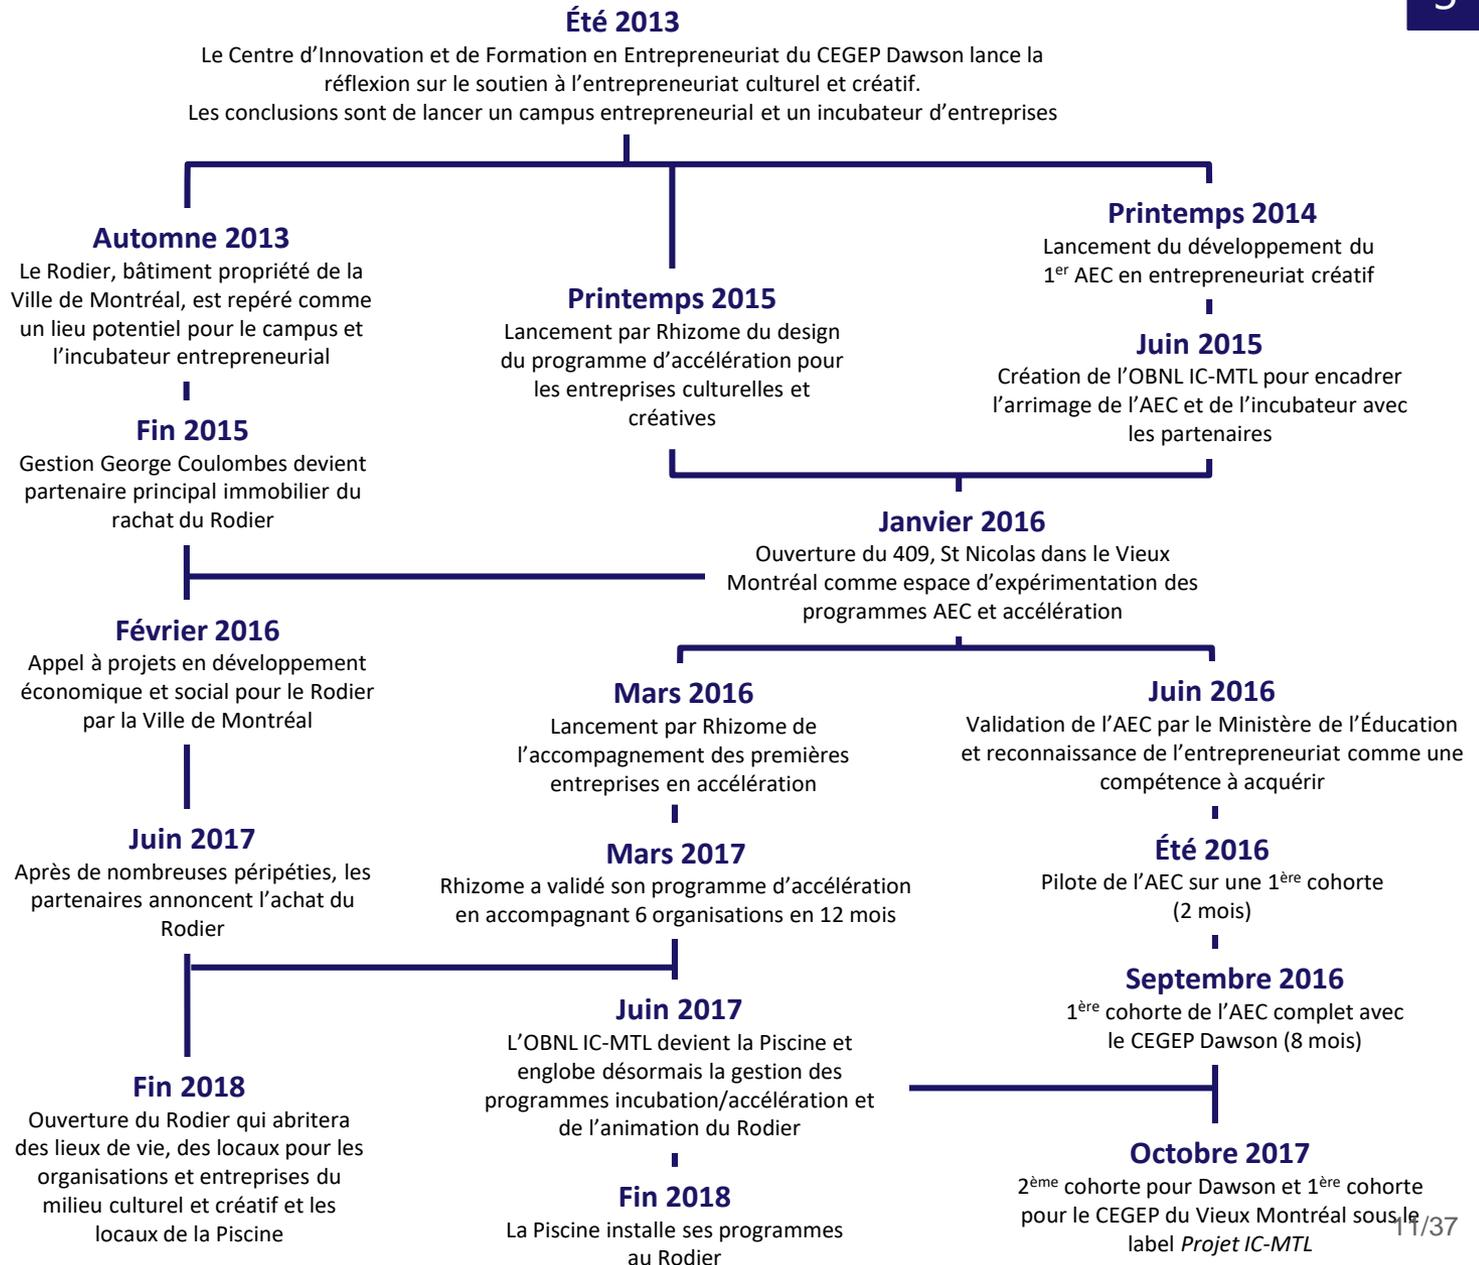 5
Été 2013
Le Centre d’Innovation et de Formation en Entrepreneuriat du CEGEP Dawson lance la
réflexion sur le soutien à l’entrepreneuriat culturel et créatif.
Les conclusions sont de lancer un campus entrepreneurial et un incubateur d’entreprises
Automne 2013
Le Rodier, bâtiment propriété de la
Ville de Montréal, est repéré comme
un lieu potentiel pour le campus et
l’incubateur entrepreneurial
Fin 2015
Gestion George Coulombes devient
partenaire principal immobilier du
rachat du Rodier
Printemps 2015
Lancement par Rhizome du design
du programme d’accélération pour
les entreprises culturelles et
créatives
Printemps 2014
Lancement du développement du
1er AEC en entrepreneuriat créatif
Juin 2015
Création de l’OBNL IC-MTL pour encadrer
l’arrimage de l’AEC et de l’incubateur avec
les partenaires
Janvier 2016
Ouverture du 409, St Nicolas dans le Vieux
Montréal comme espace d’expérimentation des
programmes AEC et accélération
Février 2016
Appel à projets en développement
économique et social pour le Rodier
par la Ville de Montréal
Juin 2017
Après de nombreuses péripéties, les
partenaires annoncent l’achat du
Rodier
Fin 2018
Ouverture du Rodier qui abritera
des lieux de vie, des locaux pour les
organisations et entreprises du
milieu culturel et créatif et les
locaux de la Piscine
Mars 2016
Lancement par Rhizome de
l’accompagnement des premières
entreprises en accélération
Mars 2017
Rhizome a validé son programme d’accélération
en accompagnant 6 organisations en 12 mois
Juin 2017
L’OBNL IC-MTL devient la Piscine et
englobe désormais la gestion des
programmes incubation/accélération et
de l’animation du Rodier
Fin 2018
La Piscine installe ses programmes
au Rodier
Juin 2016
Validation de l’AEC par le Ministère de l’Éducation
et reconnaissance de l’entrepreneuriat comme une
compétence à acquérir
Été 2016
Pilote de l’AEC sur une 1ère cohorte
(2 mois)
Septembre 2016
1ère cohorte de l’AEC complet avec
le CEGEP Dawson (8 mois)
Octobre 2017
2ème cohorte pour Dawson et 1ère cohorte
pour le CEGEP du Vieux Montréal sous le
label Projet IC-MTL
11/37